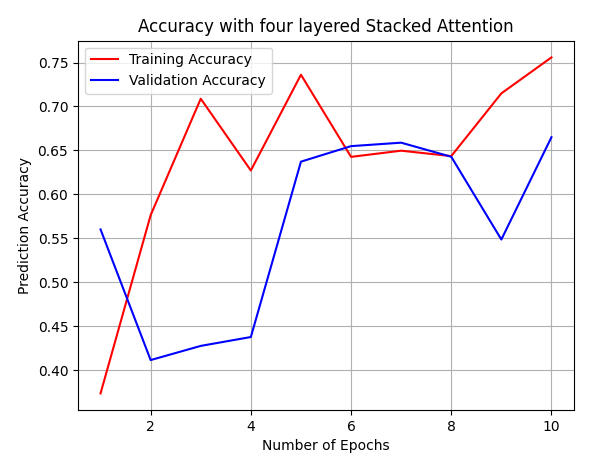 Accuracy with four layered Stacked Attention
Training Accuracy
Validation Accuracy
Prediction Accuracy
0.75
0.70
0.65
0.60
0.55
0.50
0.45
0.40
2 4 6 8 10
Number of Epochs